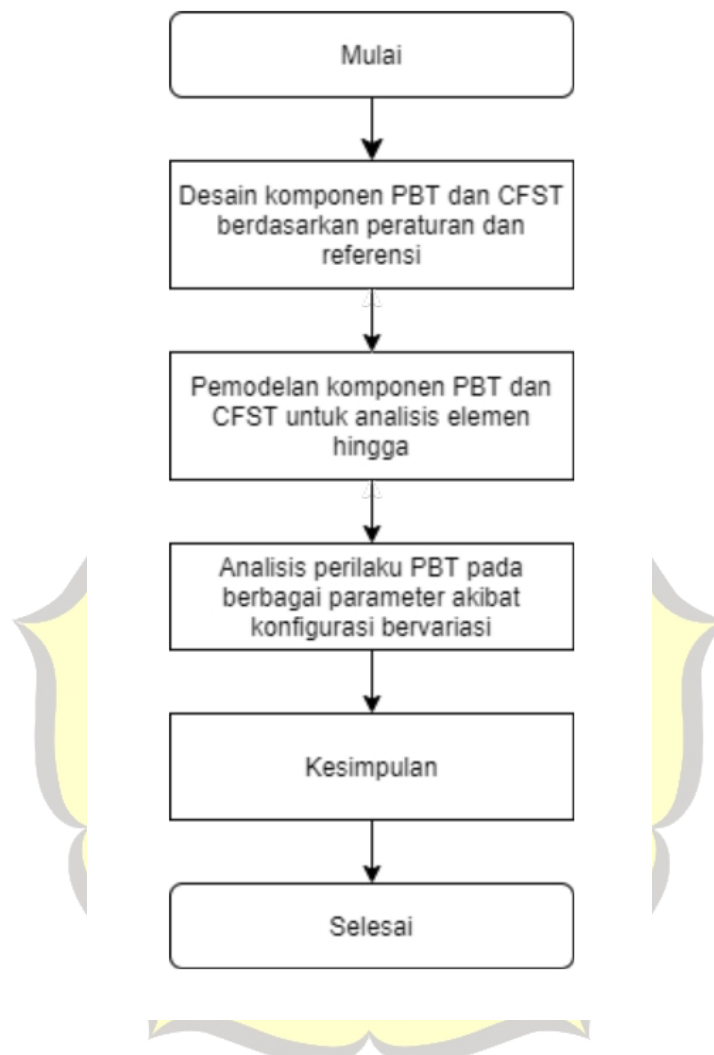 Mulai
Desain komponen PBT dan CFST
berdasarkan peraturan dan
referensi
Pemodelan komponen PBT dan
CFST untuk analisis elemen
hingga
Analisis perilaku PBT pada
berbagai parameter akibat
konfigurasi bervariasi
Kesimpulan
Selesai